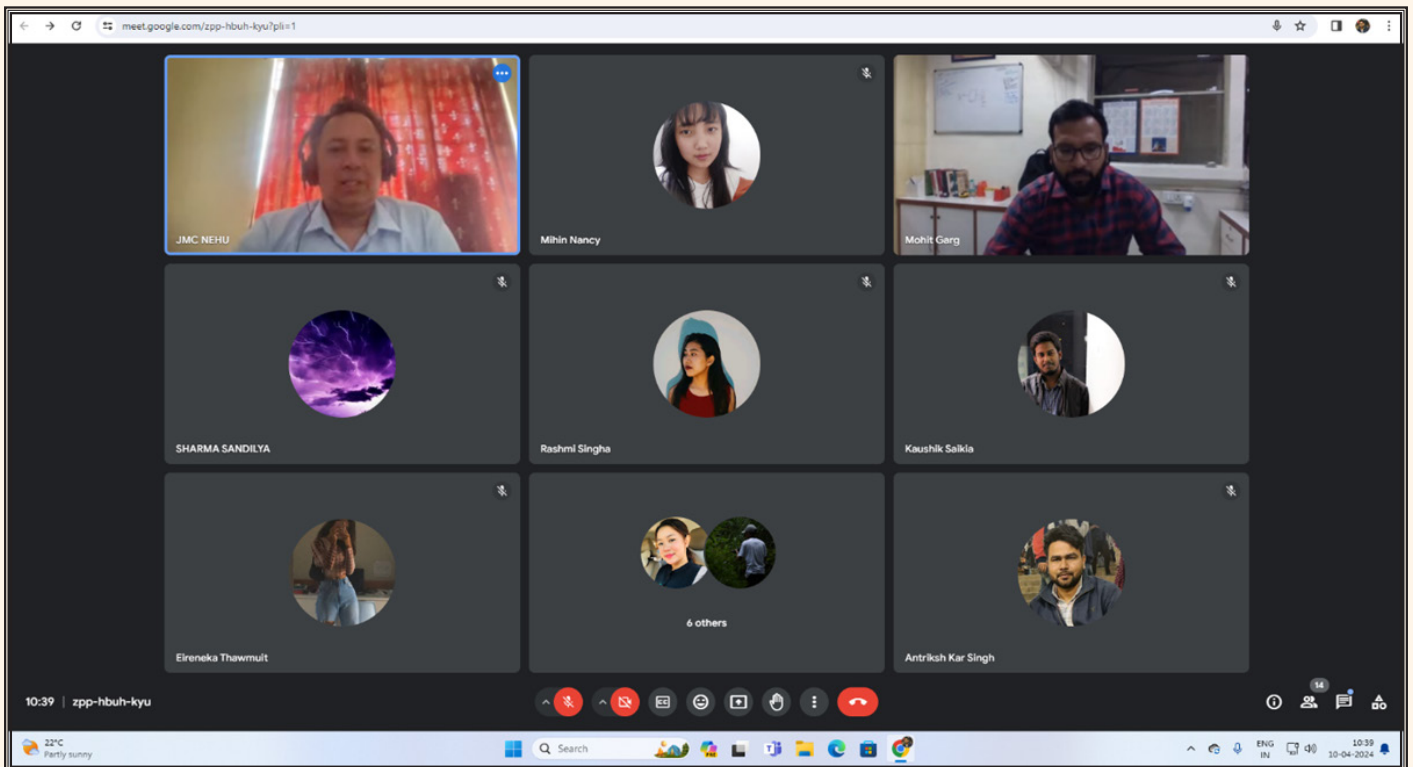 meet.google.com/zpp-hbuh-kyu?pli=1
JMC NEHU
Mihin Nancy
Mohit Garg
SHARMA SANDILYA
Rashmi Singha
Kaushik Saikia
Eireneka Thawmuit
6 others
Antriksh Kar Singh
14
10:39 | zpp-hbuh-kyu
22°C
Partly sunny
Search
ENG
IN
10:39
10-04-2024